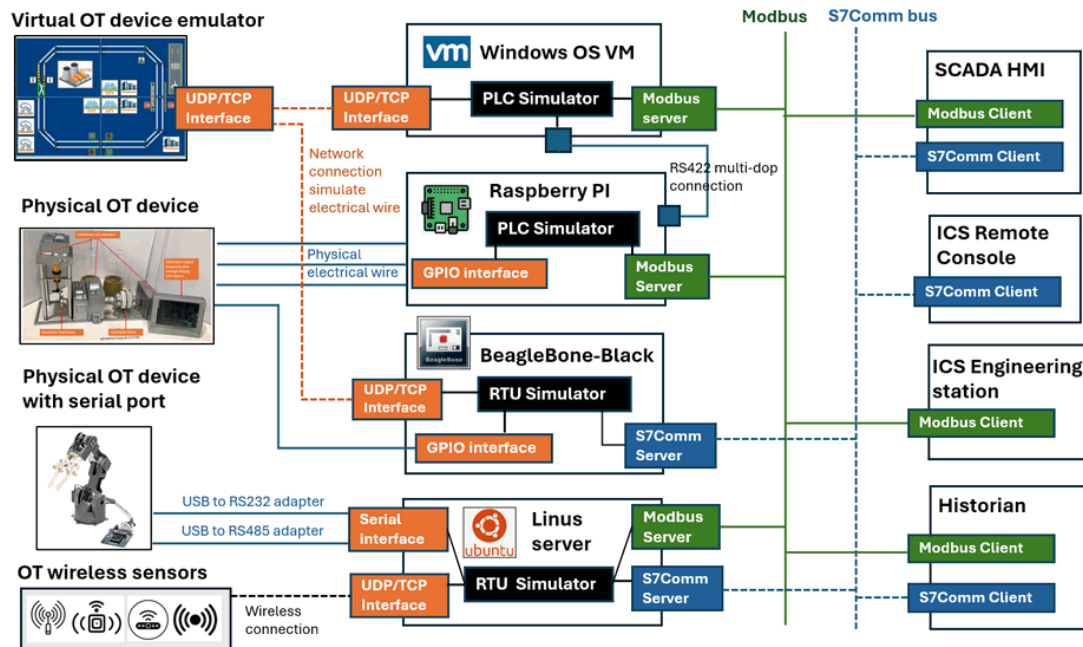 Virtual OT device emulator
UDP/TCP
Interface
UDP/TCP
Interface
vm
Windows OS VM
PLC Simulator
Modbus
server
Modbus
S7Comm bus
SCADA HMI
Modbus Client
S7Comm Client
Network
connection
simulate
electrical wire
RS422 multi-dop
connection
Physical OT device
Physical
electrical wire
Raspberry PI
PLC Simulator
GPIO interface
Modbus
Server
ICS Remote
Console
S7Comm Client
BeagleBone
BeagleBone-Black
UDP/TCP
Interface
RTU Simulator
GPIO interface
S7Comm
Server
ICS Engineering
station
Modbus Client
Physical OT device
with serial port
USB to RS232 adapter
USB to RS485 adapter
Serial
interface
ubuntu
Linus
server
Modbus
Server
UDP/TCP
Interface
RTU Simulator
S7Comm
Server
Historian
Modbus Client
S7Comm Client
OT wireless sensors
Wireless
connection